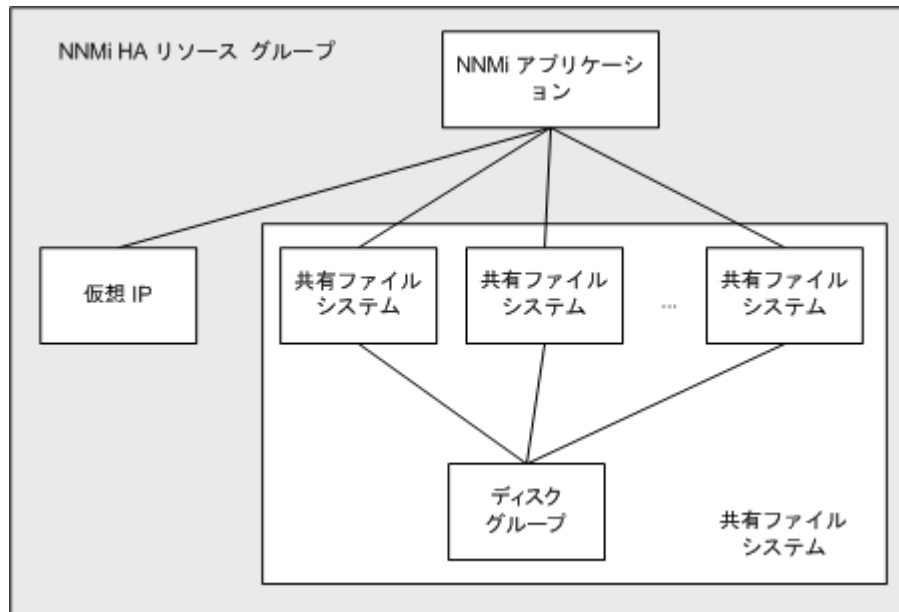 NNMi HA リソース グループ
NNMi アプリケーシ
ョン
仮想 IP
共有ファイル
システム
共有ファイル
システム
...
共有ファイル
システム
ディスク
グループ
共有ファイル
システム